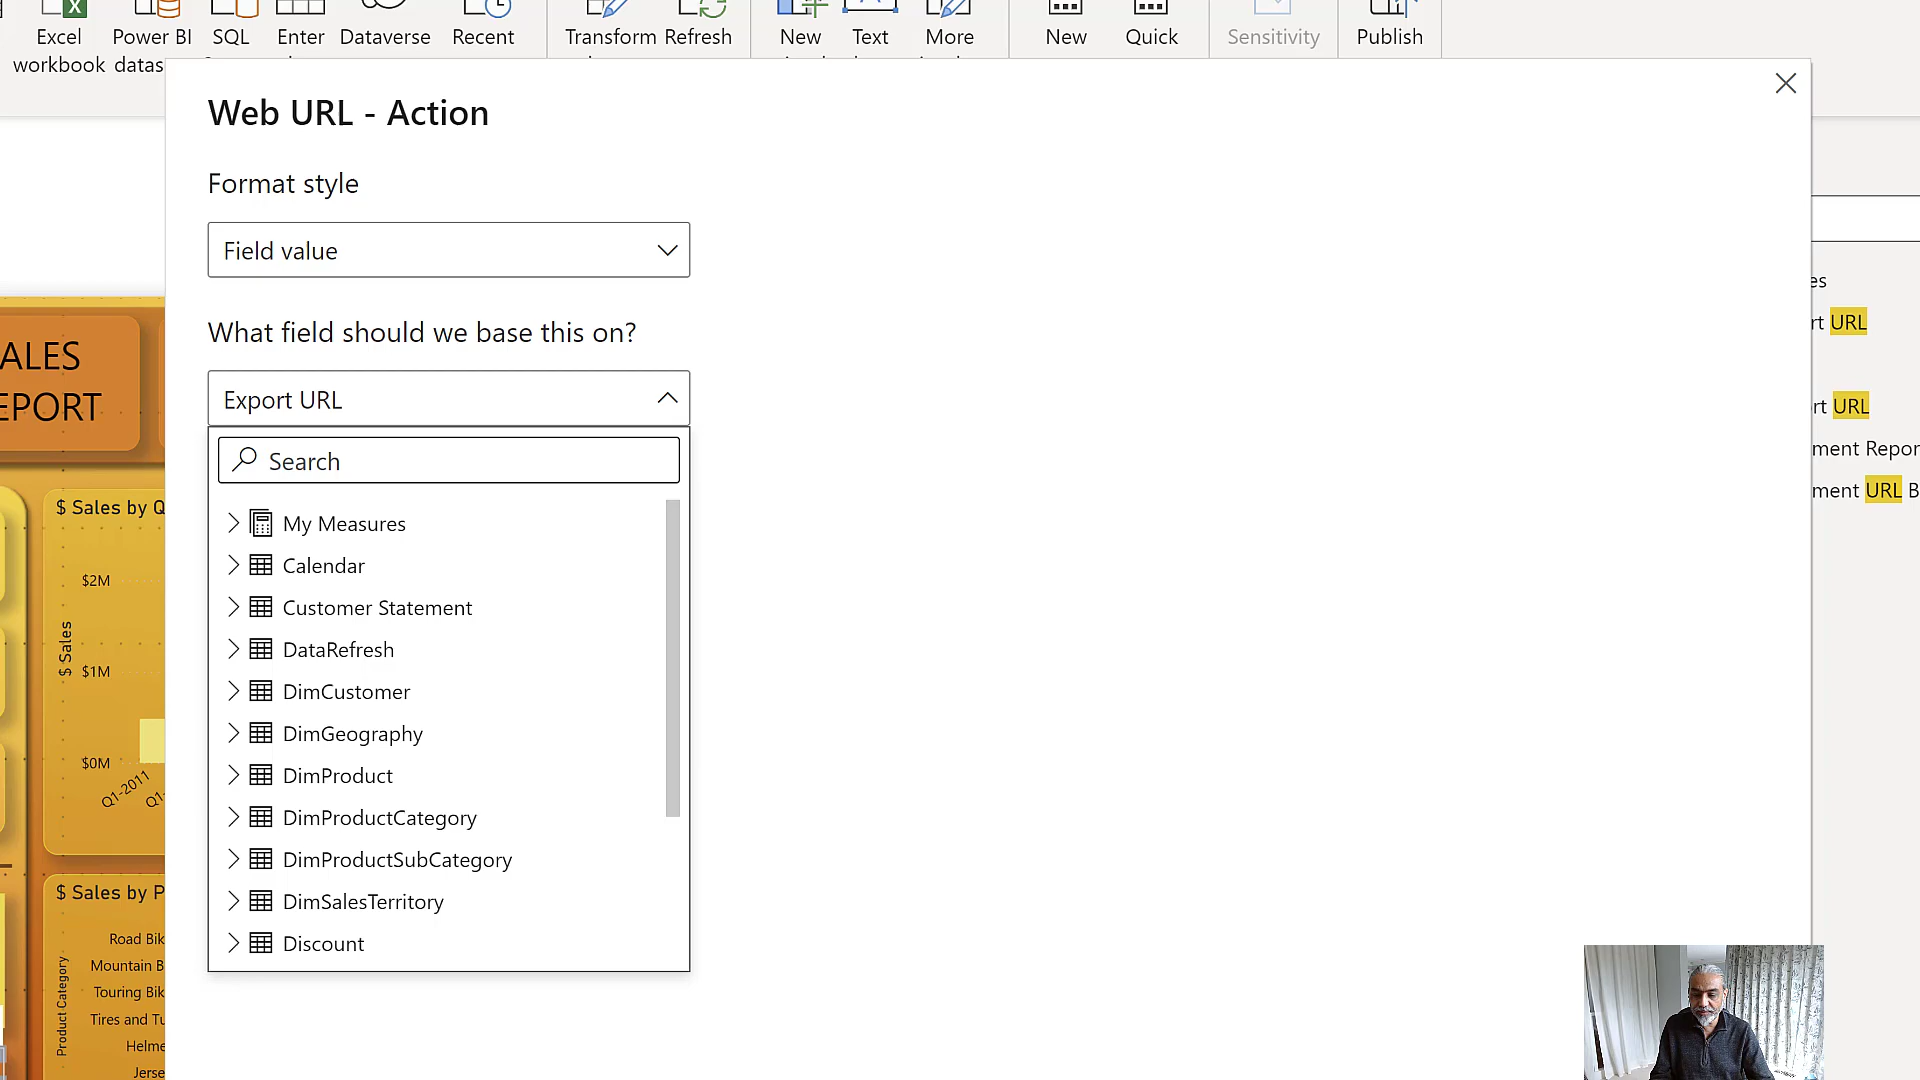 Excel Power BI SQL Enter Dataverse Recent Transform Refresh New Text More New Quick Sensitivity Publish
workbook datas
Web URL - Action
Format style
Field value
What field should we base this on?
Export URL
Search
My Measures
Calendar
Customer Statement
DataRefresh
DimCustomer
DimGeography
DimProduct
DimProductCategory
DimProductSubCategory
DimSalesTerritory
Discount
ALES
EPORT
$ Sales by Q
$ Sales
$2M
$1M
$0M
Q1-2011
Q1-
$ Sales by P
Product Category
Road Bik
Mountain B
Touring Bik
Tires and Tu
Helme
Jerse
es
rt URL
rt URL
ment Repor
ment URL B